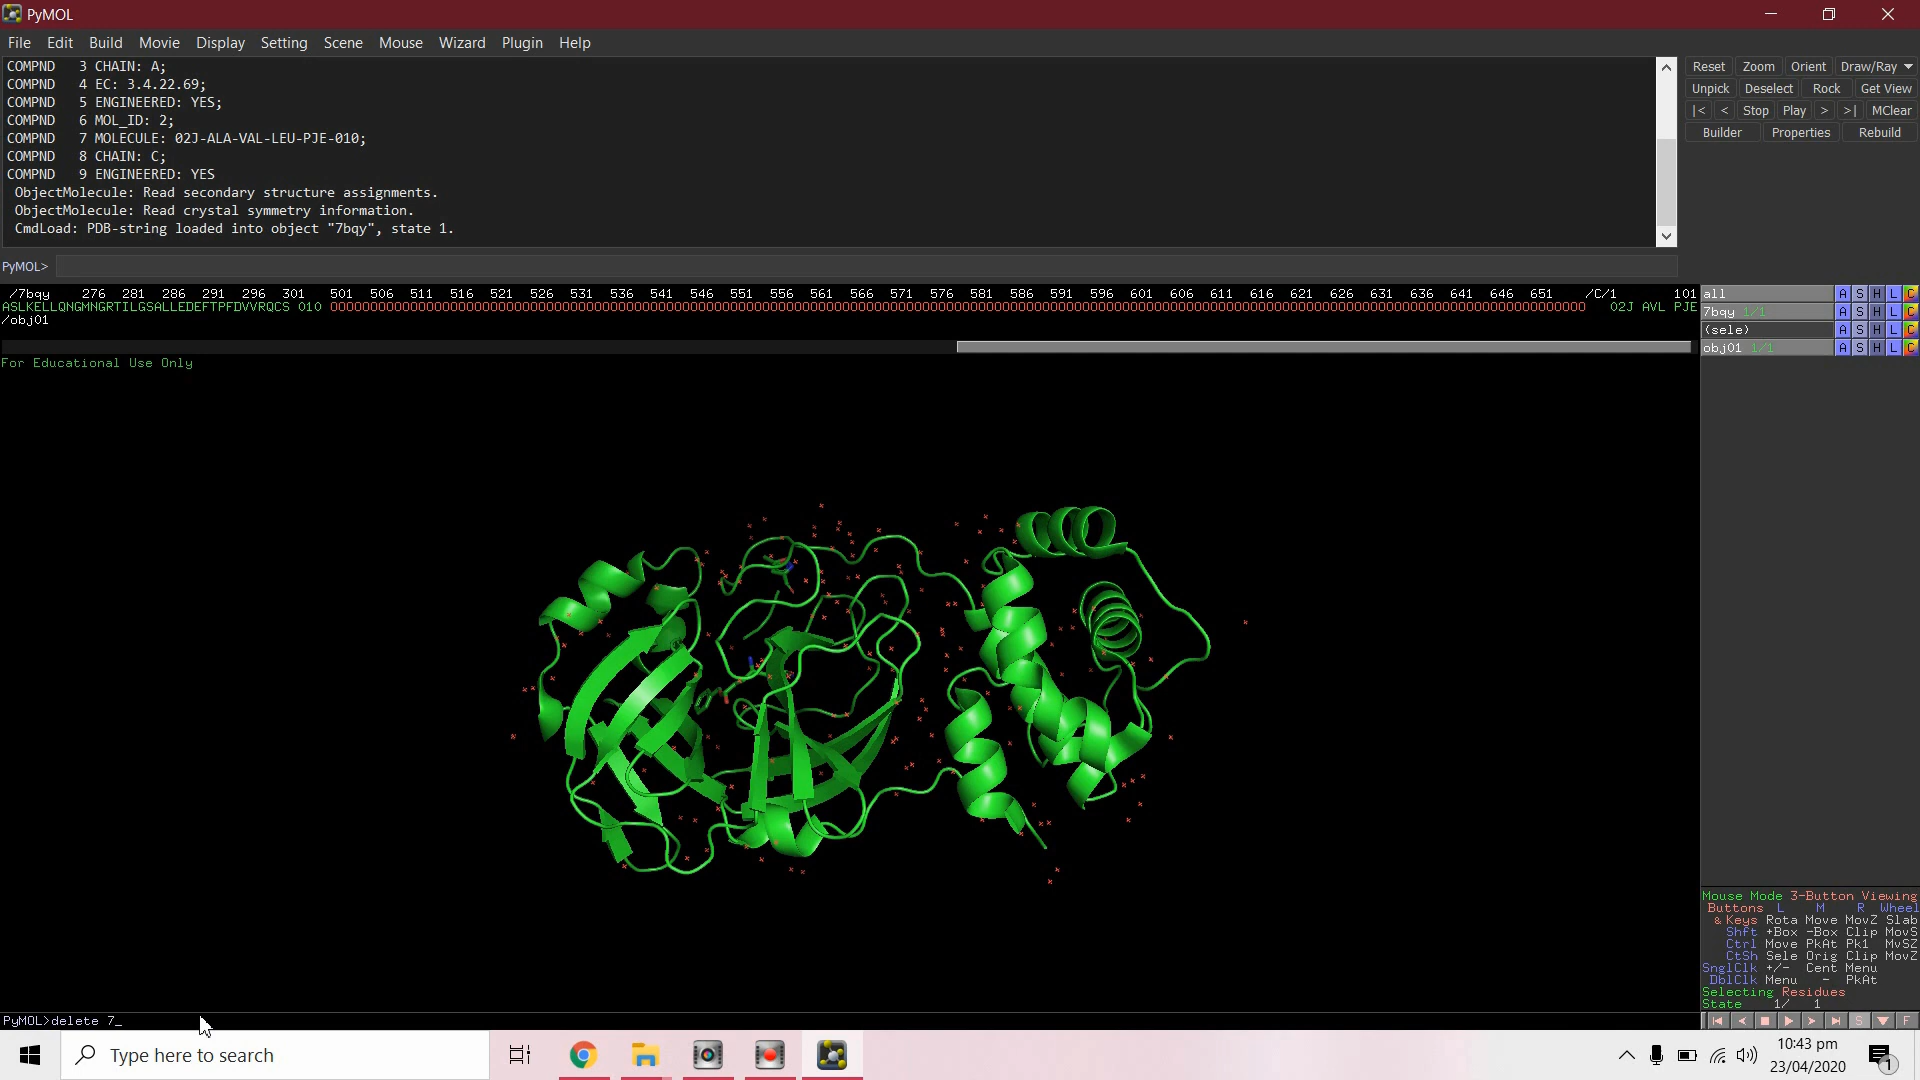 PyMOL
File Edit Build Movie Display Setting Scene Mouse Wizard Plugin Help
COMPND 3 CHAIN: A;
COMPND 4 EC: 3.4.22.69;
COMPND 5 ENGINEERED: YES;
COMPND 6 MOL_ID: 2;
COMPND 7 MOLECULE: 02J-ALA-VAL-LEU-PJE-010;
COMPND 8 CHAIN: C;
COMPND 9 ENGINEERED: YES
ObjectMolecule: Read secondary structure assignments.
ObjectMolecule: Read crystal symmetry information.
CmdLoad: PDB-string loaded into object "7bqy", state 1.
PyMOL>
Reset Zoom Orient Draw/Ray
Unpick Deselect Rock Get View
|< < Stop Play > >| MClear
Builder Properties Rebuild
/7bqy 276 281 286 291 296 301 501 506 511 516 521 526 531 536 541 546 551 556 561 566 571 576 581 586 591 596 601 606 611 616 621 626 631 636 641 646 651 /C/1 101
ASLKELLQNGMNGRTILGSALLEDEFTPFDVVRQCS 010 02J AVL PJE
/obj01
all A S H L C
7bqy 1/1 A S H L C
(sele) A S H L C
obj01 1/1 A S H L C
For Educational Use Only
Mouse Mode 3-Button Viewing
Buttons L M R Wheel
& Keys Rota Move MovZ Slab
Shft +Box -Box Clip MovS
Ctrl Move PkAt Pk1 MvSZ
CtSh Sele Orig Clip MovZ
SnglClk +/- Cent Menu
DblClk Menu - PkAt
Selecting Residues
State 1/ 1
PyMOL>delete 7_
S F
Type here to search
10:43 pm
23/04/2020
1